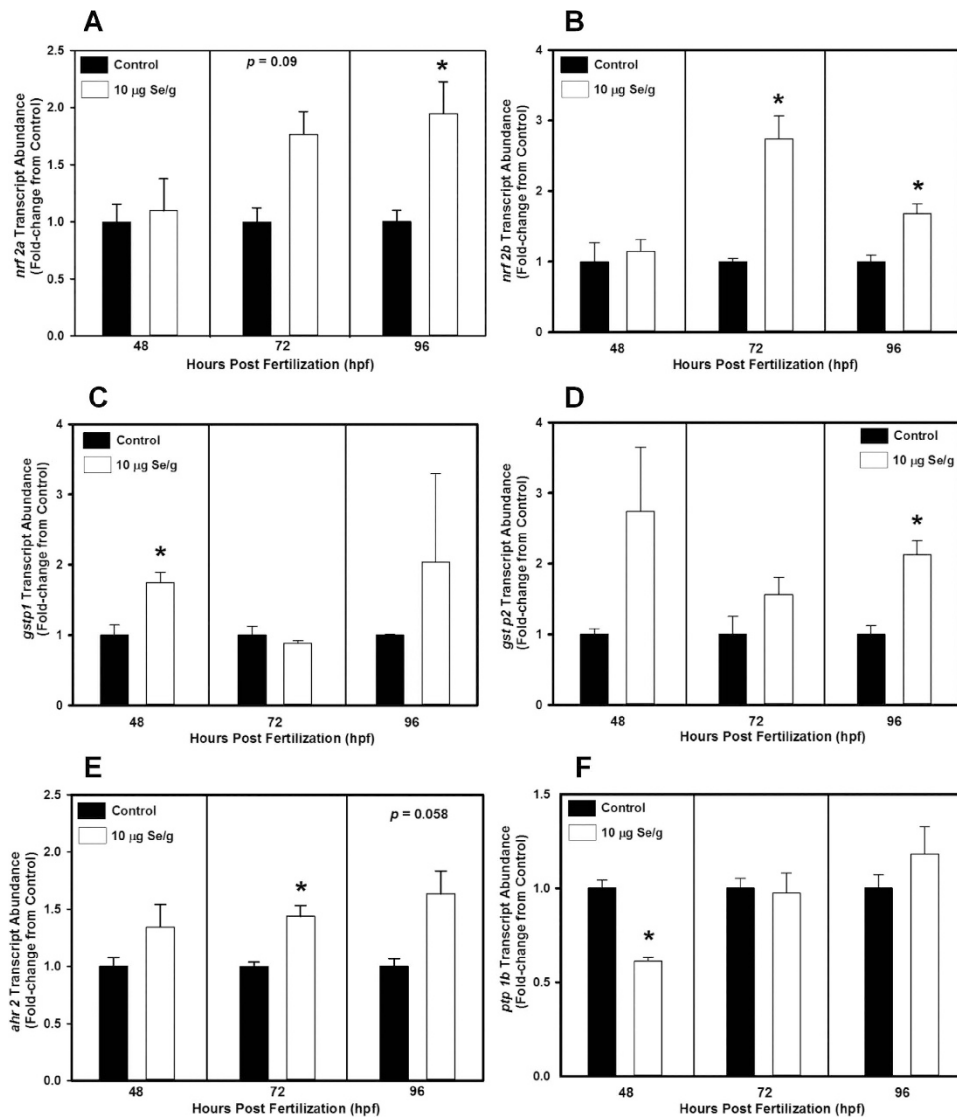 A
nrf 2a Transcript Abundance
(Fold-change from Control)
2.5
2.0
1.5
1.0
0.5
0.0
Control
10 μg Se/g
p = 0.09
*
48
72
96
Hours Post Fertilization (hpf)
B
nrf 2b Transcript Abundance
(Fold-change from Control)
4
3
2
1
0
Control
10 μg Se/g
*
*
48
72
96
Hours Post Fertilization (hpf)
C
gstp1 Transcript Abundance
(Fold-change from Control)
4
3
2
1
0
Control
10 μg Se/g
*
48
72
96
Hours Post Fertilization (hpf)
D
gst p2 Transcript Abundance
(Fold-change from Control)
4
3
2
1
0
Control
10 μg Se/g
*
48
72
96
Hours Post Fertilization (hpf)
E
ahr 2 Transcript Abundance
(Fold-change from Control)
2.5
2.0
1.5
1.0
0.5
0.0
Control
10 μg Se/g
p = 0.058
*
48
72
96
Hours Post Fertilization (hpf)
F
ptp 1b Transcript Abundance
(Fold-change from Control)
1.5
1.0
0.5
0.0
Control
10 μg Se/g
*
48
72
96
Hours Post Fertilization (hpf)